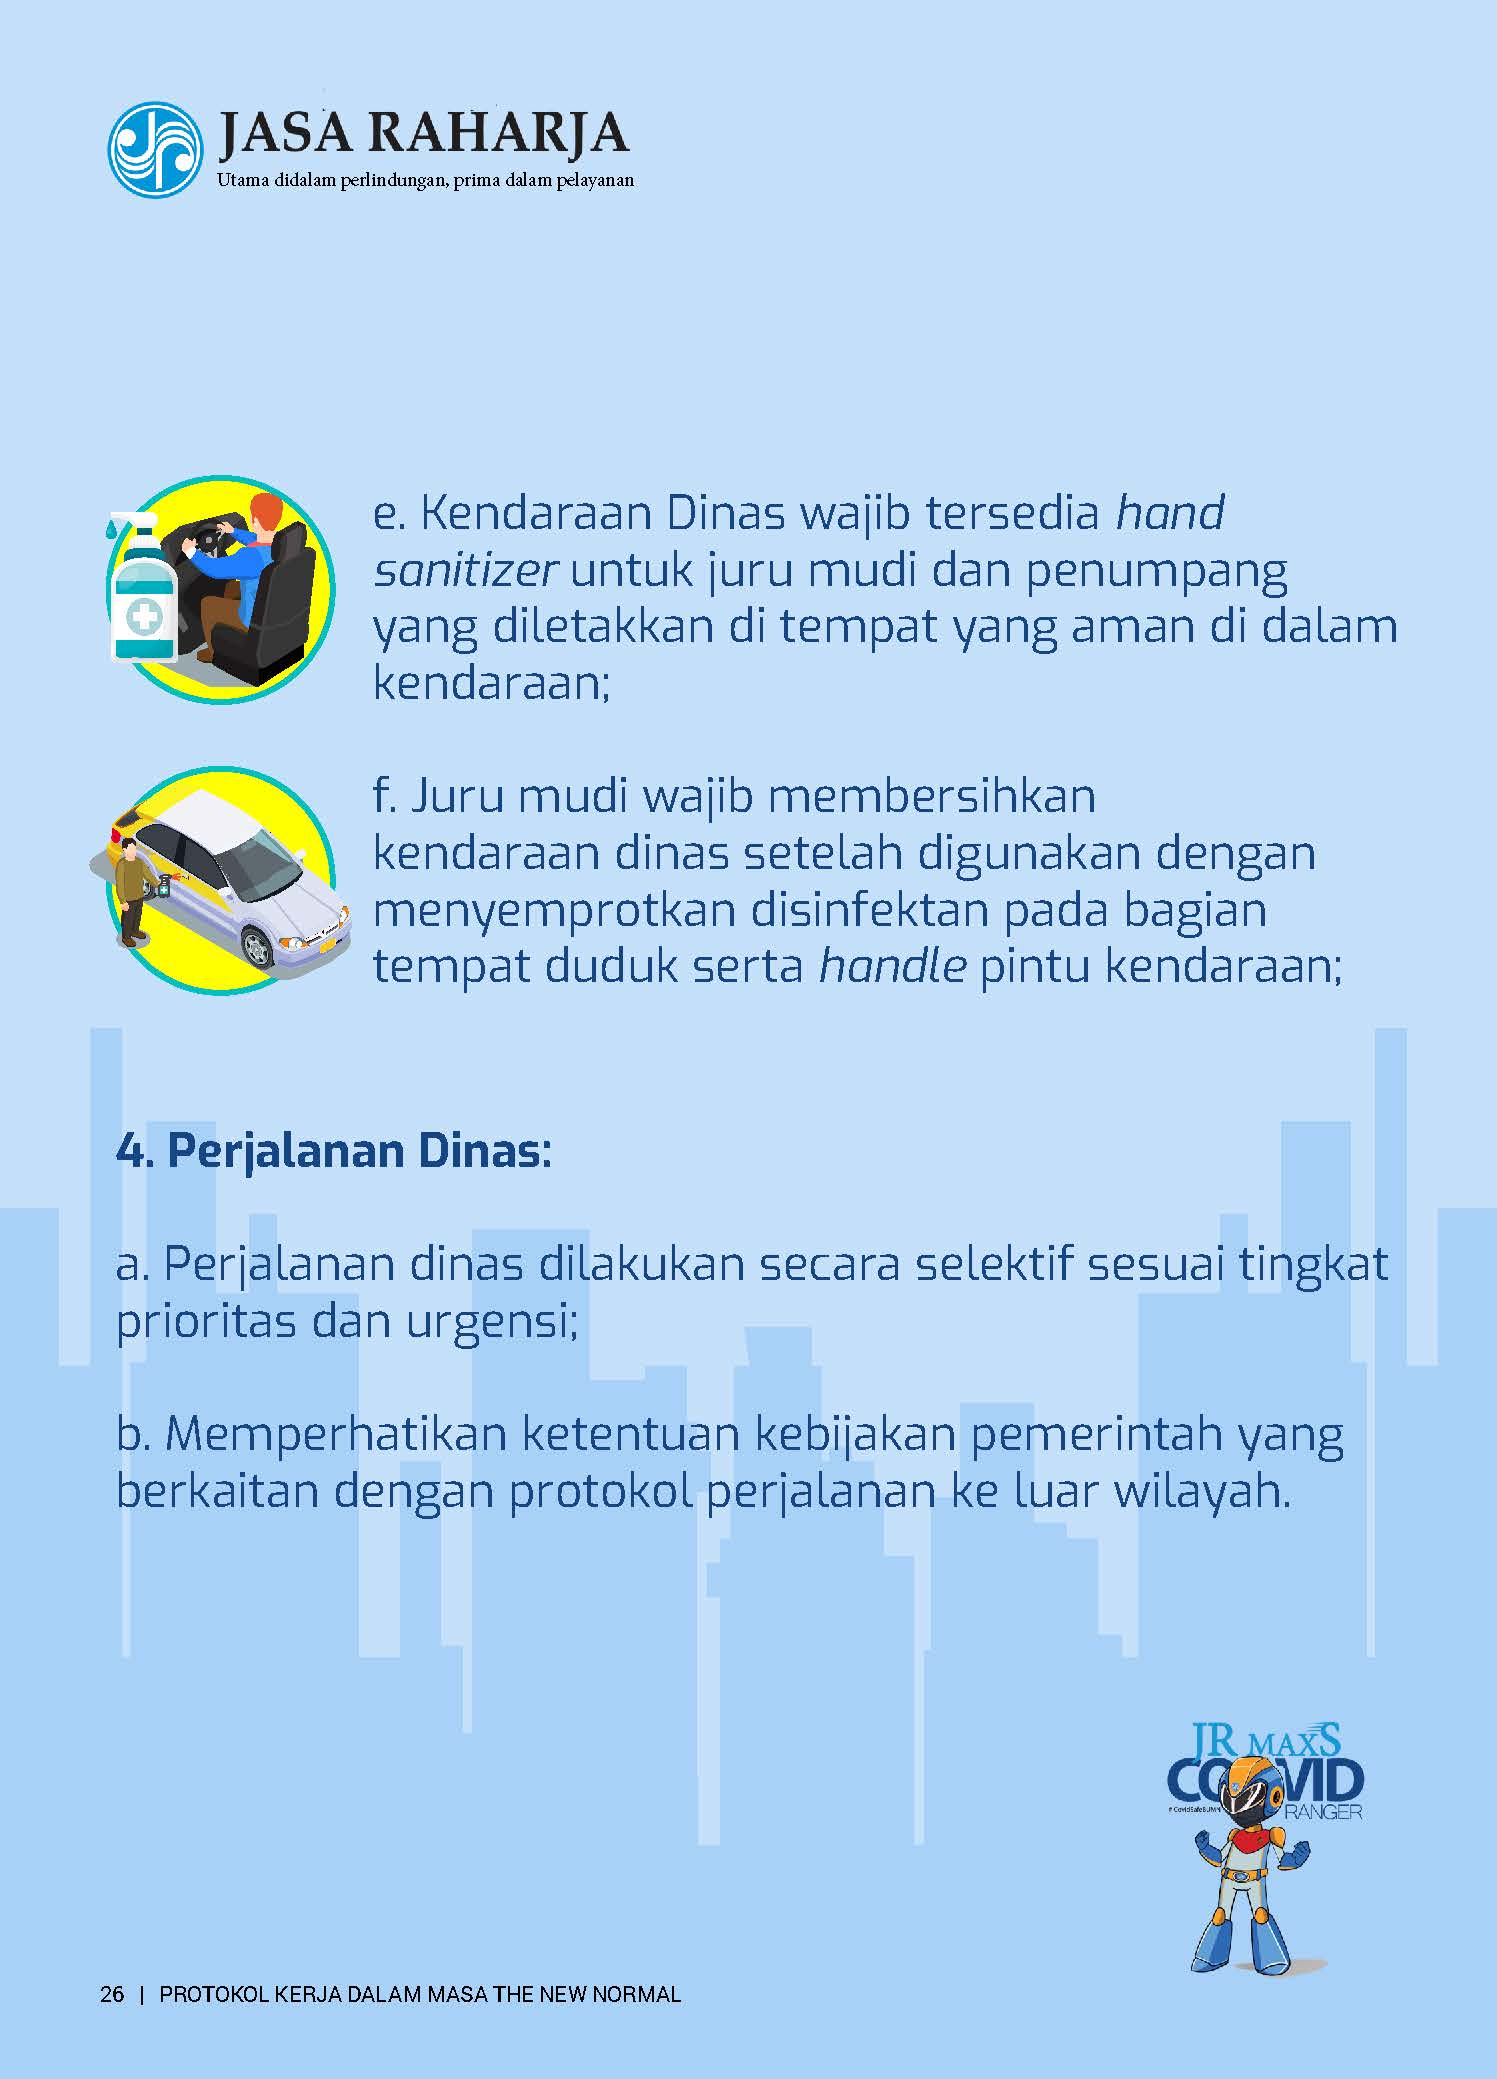 JASA RAHARJA
Utama didalam perlindungan, prima dalam pelayanan
e. Kendaraan Dinas wajib tersedia hand
sanitizer untuk juru mudi dan penumpang
yang diletakkan di tempat yang aman di dalam
kendaraan;
f. Juru mudi wajib membersihkan
kendaraan dinas setelah digunakan dengan
menyemprotkan disinfektan pada bagian
tempat duduk serta handle pintu kendaraan;
4. Perjalanan Dinas:
a. Perjalanan dinas dilakukan secara selektif sesuai tingkat
prioritas dan urgensi;
b. Memperhatikan ketentuan kebijakan pemerintah yang
berkaitan dengan protokol perjalanan ke luar wilayah.
JR MAXS
COVID
#CovidSafeBUMN
RANGER
26 | PROTOKOL KERJA DALAM MASA THE NEW NORMAL